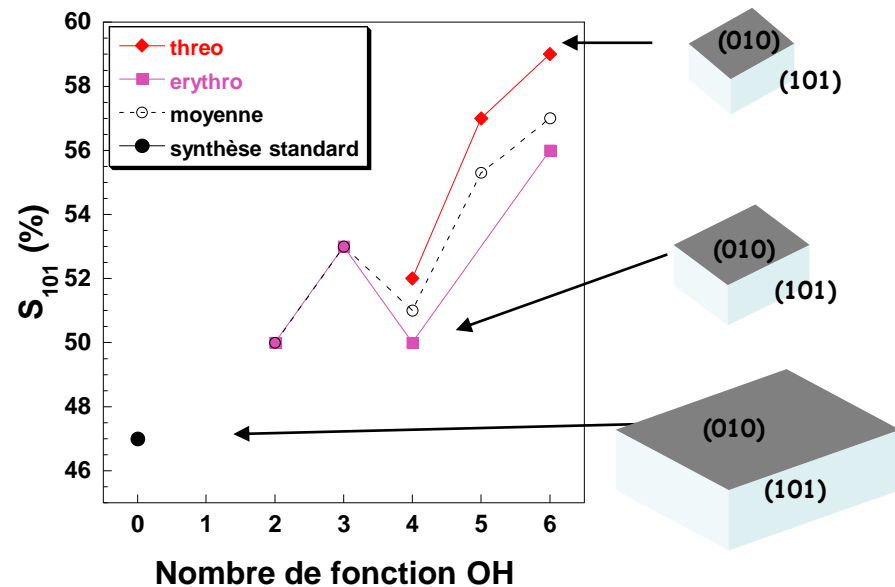 60
58
56
54
52
50
48
46
S101 (%)
threo
erythro
moyenne
synthèse standard
0 1 2 3 4 5 6
Nombre de fonction OH
(010)
(101)
(010)
(101)
(010)
(101)